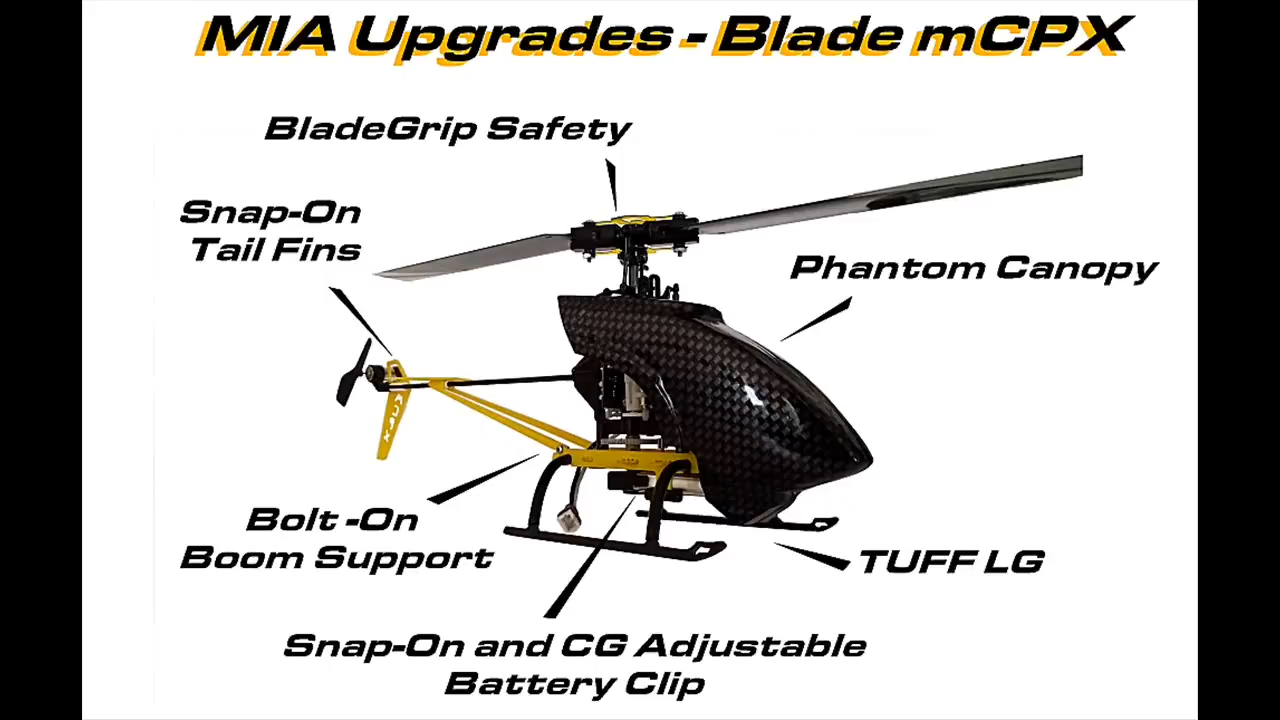 MIA Upgrades - Blade mCPX
BladeGrip Safety
Snap-On
Tail Fins
Phantom Canopy
Bolt -On
Boom Support
TUFF LG
Snap-On and CG Adjustable
Battery Clip